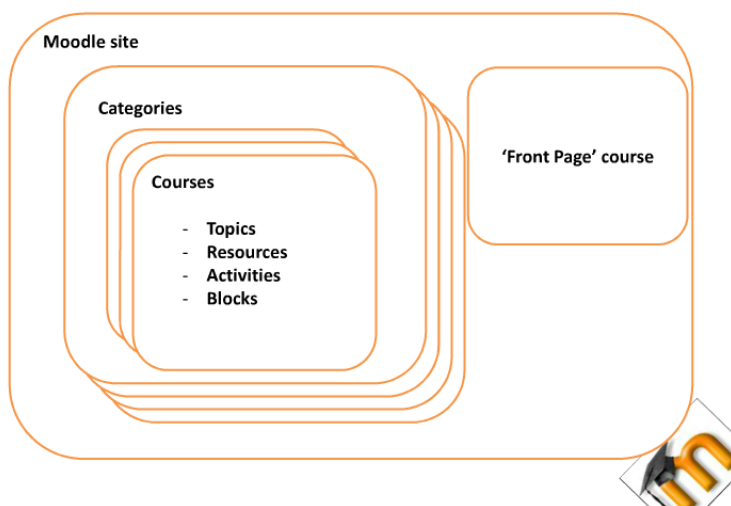 Moodle site
Categories
‘Front Page’ course
Courses
- Topics
- Resources
- Activities
- Blocks
m